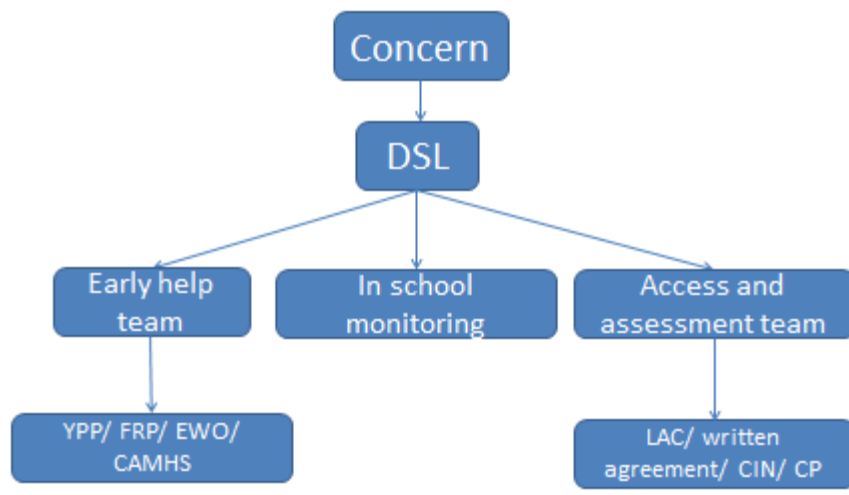 Concern
DSL
Early help
team
In school
monitoring
Access and
assessment team
YPP/ FRP/ EWO/
CAMHS
LAC/ written
agreement/ CIN/ CP